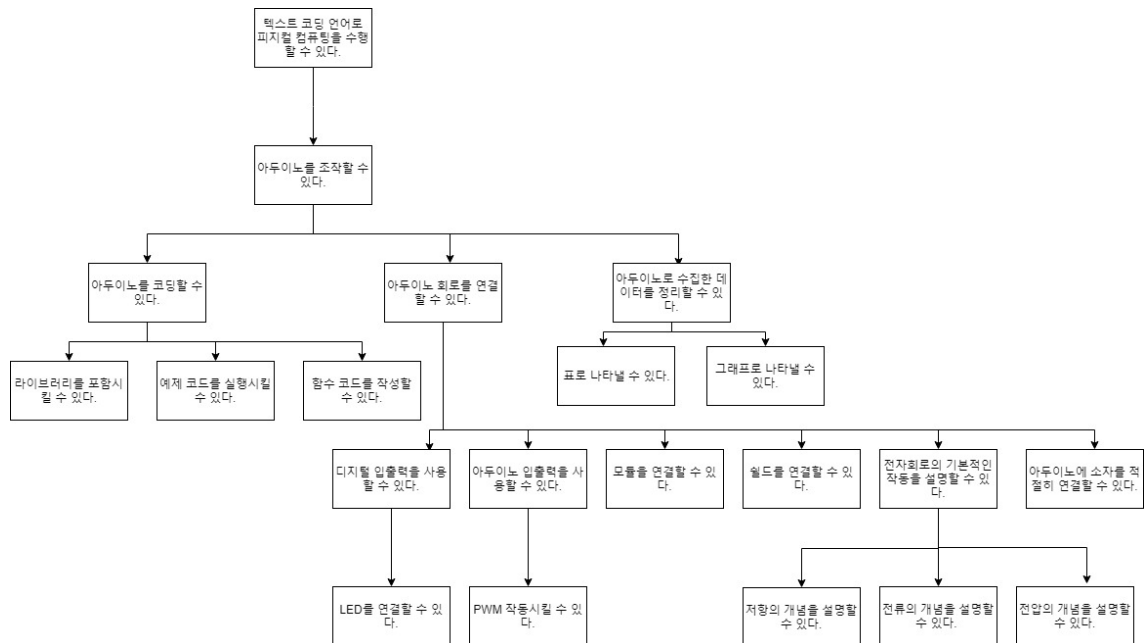 텍스트 코딩 언어로
피지컬 컴퓨팅을 수행
할 수 있다.
아두이노를 조작할 수
있다.
아두이노를 코딩할 수
있다.
아두이노 회로를 연결
할 수 있다.
아두이노로 수집한 데
이터를 정리할 수 있
다.
라이브러리를 포함시
킬 수 있다.
예제 코드를 실행시킬
수 있다.
함수 코드를 작성할
수 있다.
표로 나타낼 수 있다.
그래프로 나타낼 수
있다.
디지털 입출력을 사용
할 수 있다.
아두이노 입출력을 사
용할 수 있다.
모듈을 연결할 수 있
다.
쉴드를 연결할 수 있
다.
전자회로의 기본적인
작동을 설명할 수 있
다.
아두이노에 소자를 적
절히 연결할 수 있다.
LED를 연결할 수 있
다.
PWM 작동시킬 수 있
다.
저항의 개념을 설명할
수 있다.
전류의 개념을 설명할
수 있다.
전압의 개념을 설명할
수 있다.